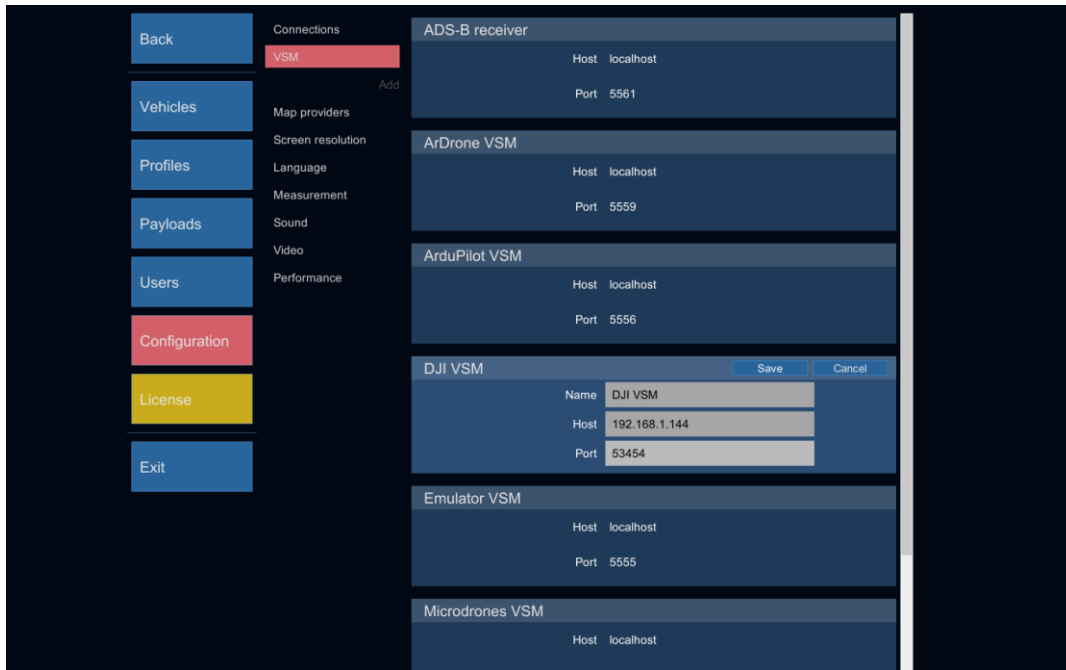 Back
Vehicles
Profiles
Payloads
Users
Configuration
License
Exit
Connections
VSM
Add
Map providers
Screen resolution
Language
Measurement
Sound
Video
Performance
ADS-B receiver
Host localhost
Port 5561
ArDrone VSM
Host localhost
Port 5559
ArduPilot VSM
Host localhost
Port 5556
DJI VSM Save Cancel
Name DJI VSM
Host 192.168.1.144
Port 53454
Emulator VSM
Host localhost
Port 5555
Microdrones VSM
Host localhost